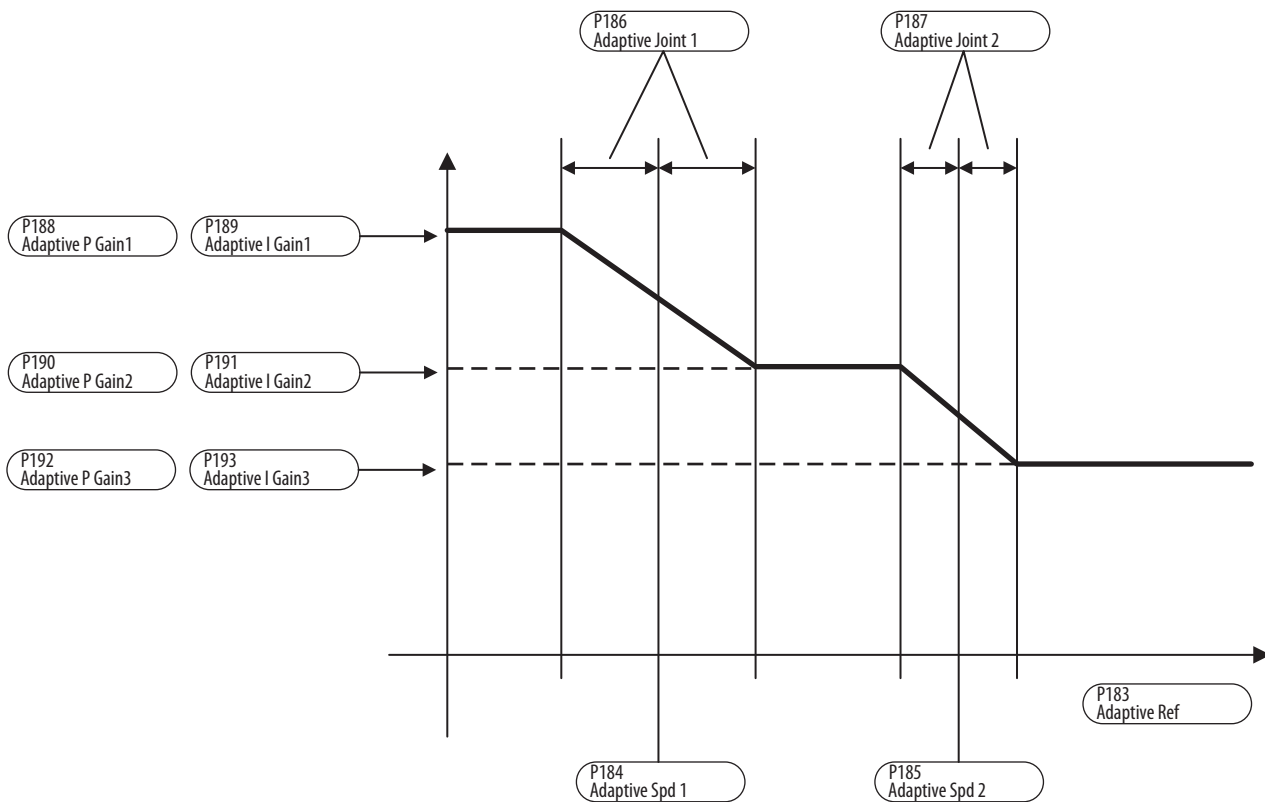 P186
Adaptive Joint 1
P187
Adaptive Joint 2
P188
Adaptive P Gain1
P189
Adaptive I Gain1
P190
Adaptive P Gain2
P191
Adaptive I Gain2
P192
Adaptive P Gain3
P193
Adaptive I Gain3
P183
Adaptive Ref
P184
Adaptive Spd 1
P185
Adaptive Spd 2